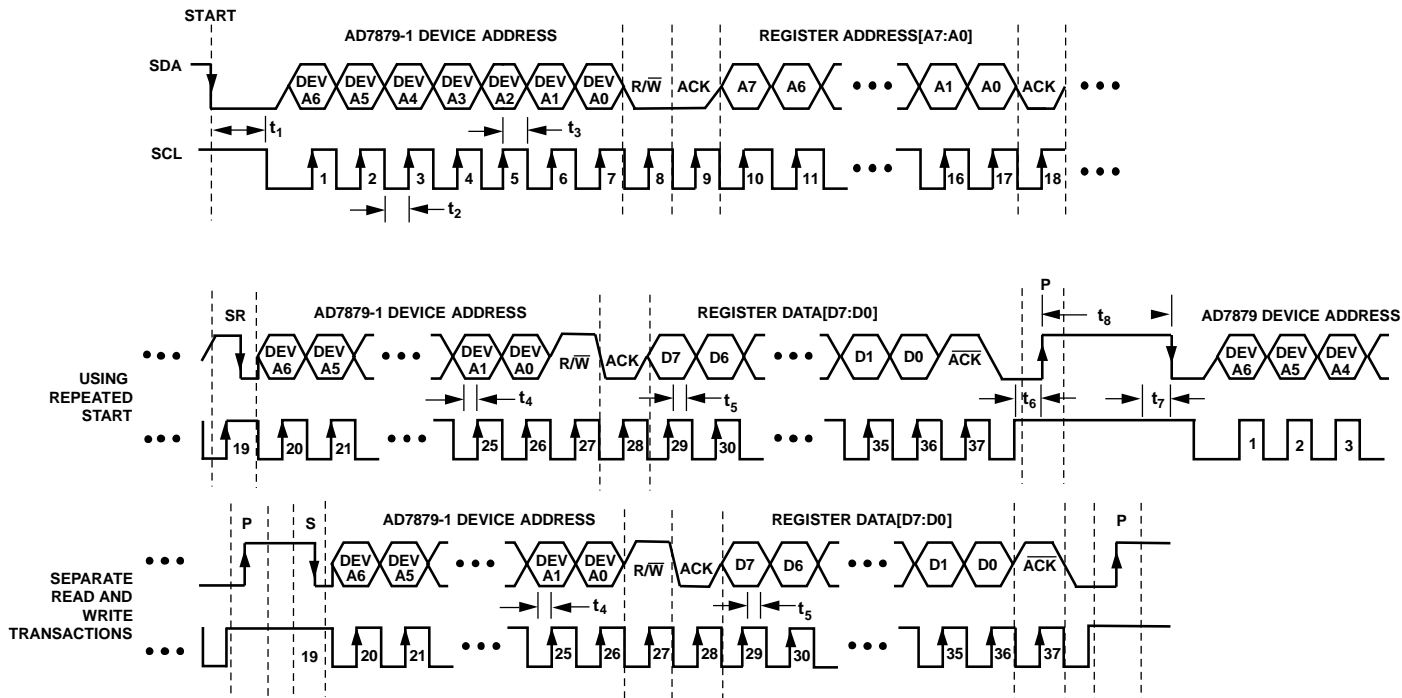 START
AD7879-1 DEVICE ADDRESS REGISTER ADDRESS[A7:A0]
SDA DEV A6 DEV A5 DEV A4 DEV A3 DEV A2 DEV A1 DEV A0 R/W̅ ACK A7 A6 ••• A1 A0 ACK •••
t1 t3
SCL 1 2 3 4 5 6 7 8 9 10 11 ••• 16 17 18 •••
t2
P
SR AD7879-1 DEVICE ADDRESS REGISTER DATA[D7:D0] t8 AD7879 DEVICE ADDRESS
••• DEV A6 DEV A5 ••• DEV A1 DEV A0 R/W̅ ACK D7 D6 ••• D1 D0 A̅C̅K̅ DEV A6 DEV A5 DEV A4
USING
REPEATED
START
t4 t5 t6 t7
••• 19 20 21 ••• 25 26 27 28 29 30 ••• 35 36 37 1 2 3
P S AD7879-1 DEVICE ADDRESS REGISTER DATA[D7:D0] P
••• DEV A6 DEV A5 ••• DEV A1 DEV A0 R/W̅ ACK D7 D6 ••• D1 D0 A̅C̅K̅
SEPARATE
READ AND
WRITE
TRANSACTIONS
t4 t5
••• 19 20 21 ••• 25 26 27 28 29 30 ••• 35 36 37